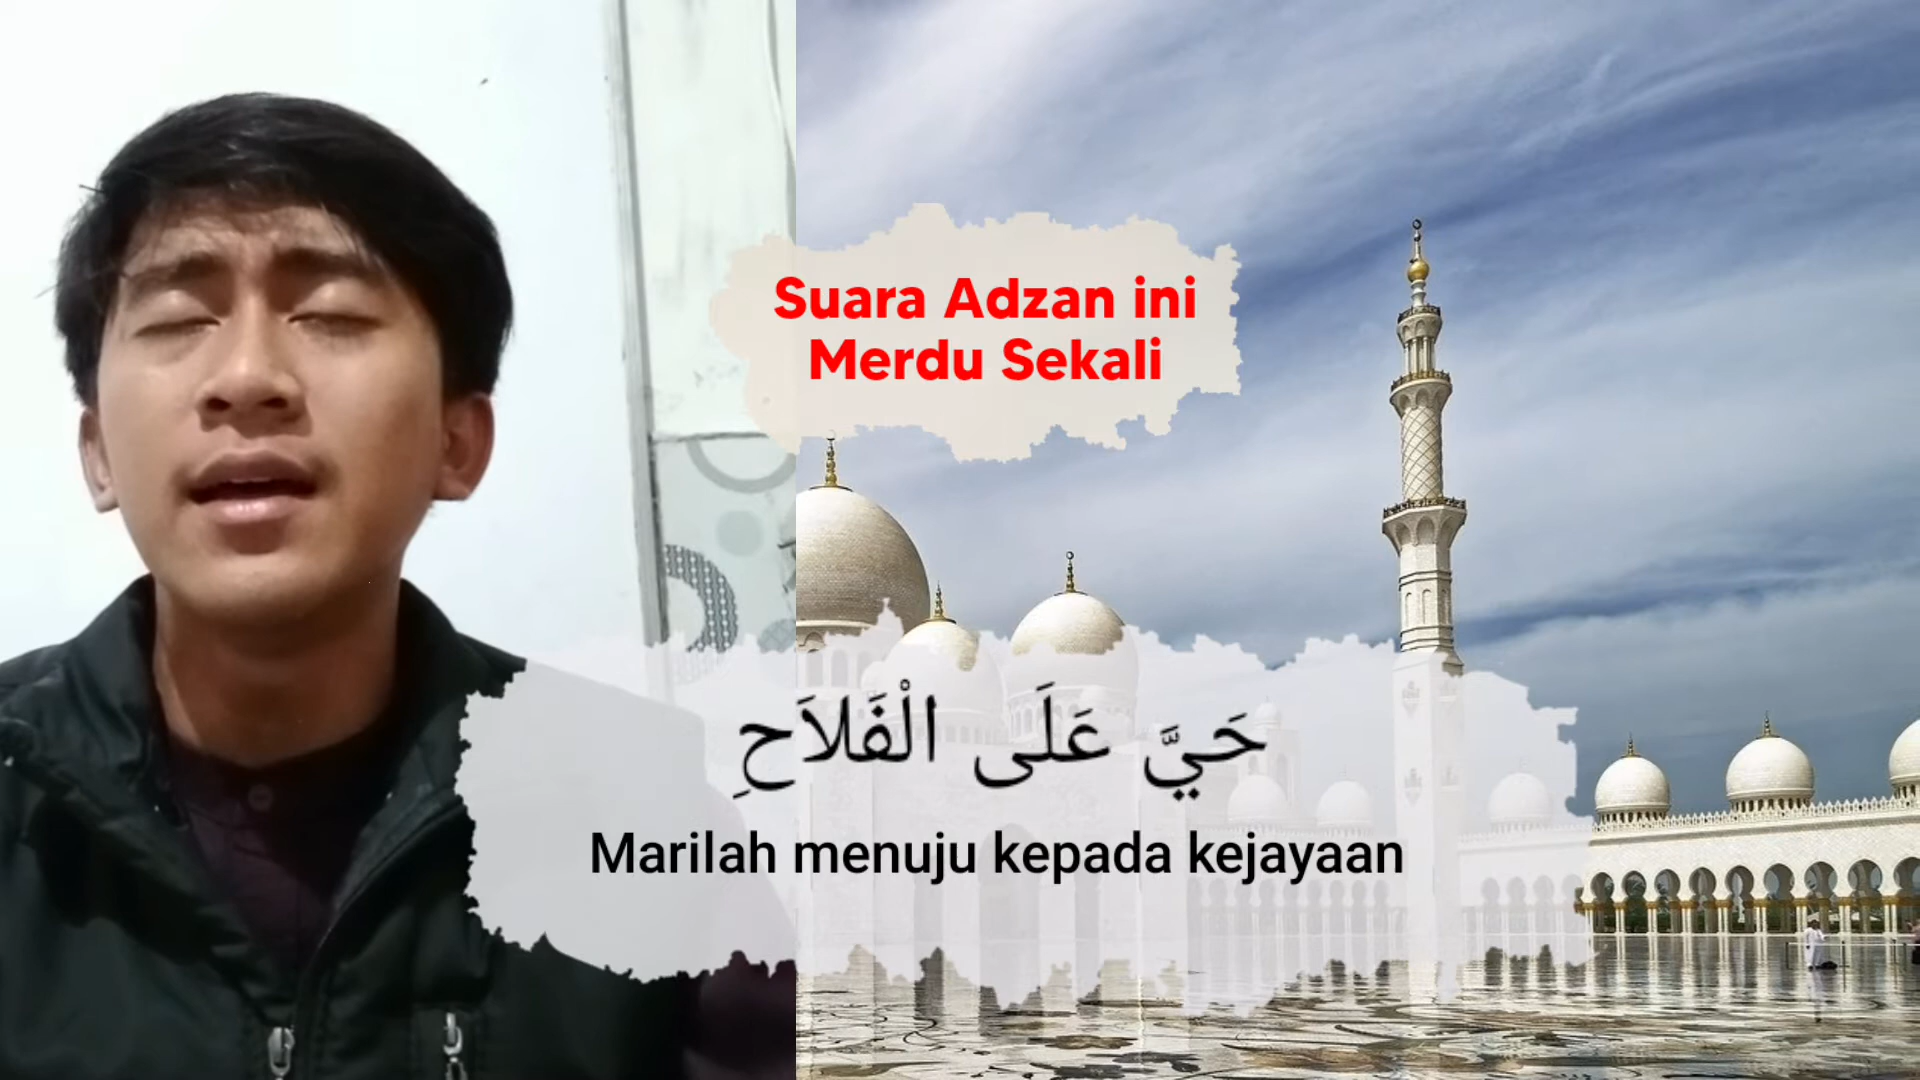 Suara Adzan ini
Merdu Sekali
حَيَّ عَلَى الْفَلاَحِ
Marilah menuju kepada kejayaan